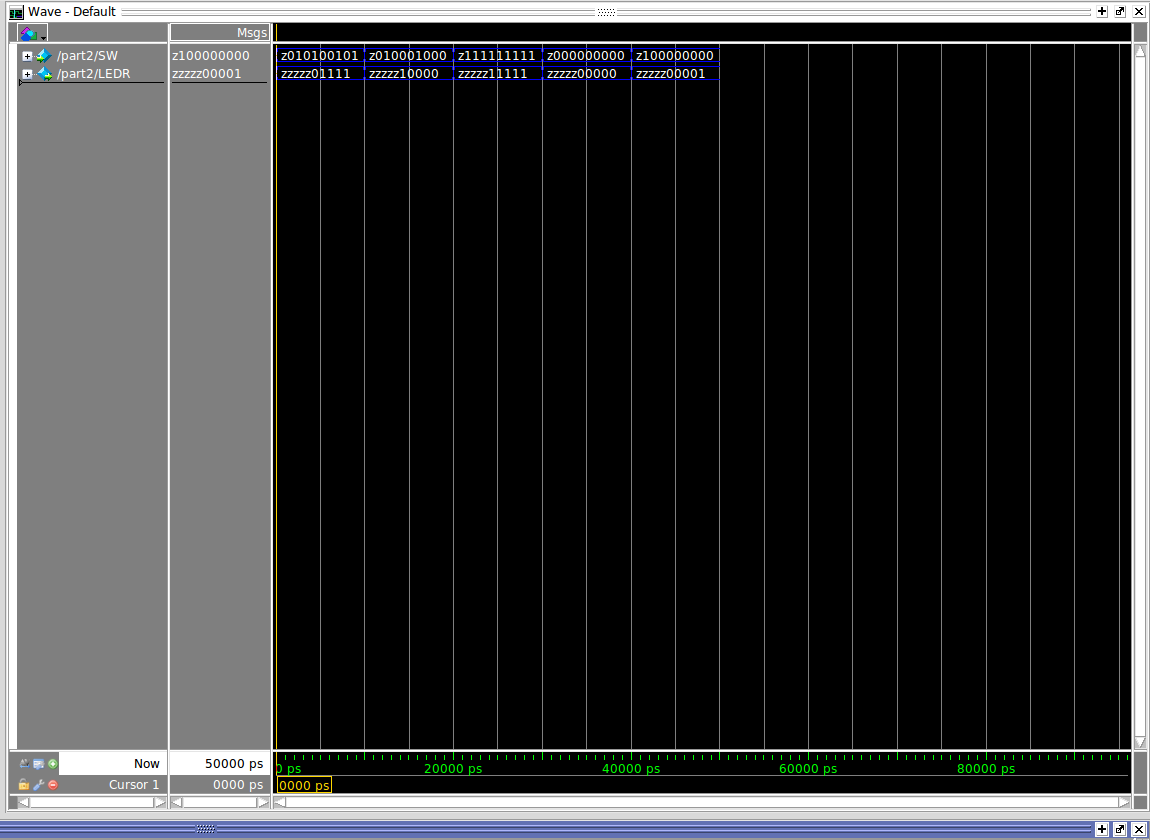 Wave - Default
Msgs
/part2/SW z100000000 z010100101 z010001000 z111111111 z000000000 z100000000
/part2/LEDR zzzzz00001 zzzzz01111 zzzzz10000 zzzzz11111 zzzzz00000 zzzzz00001
Now 50000 ps 0 ps 20000 ps 40000 ps 60000 ps 80000 ps
Cursor 1 0000 ps 0000 ps